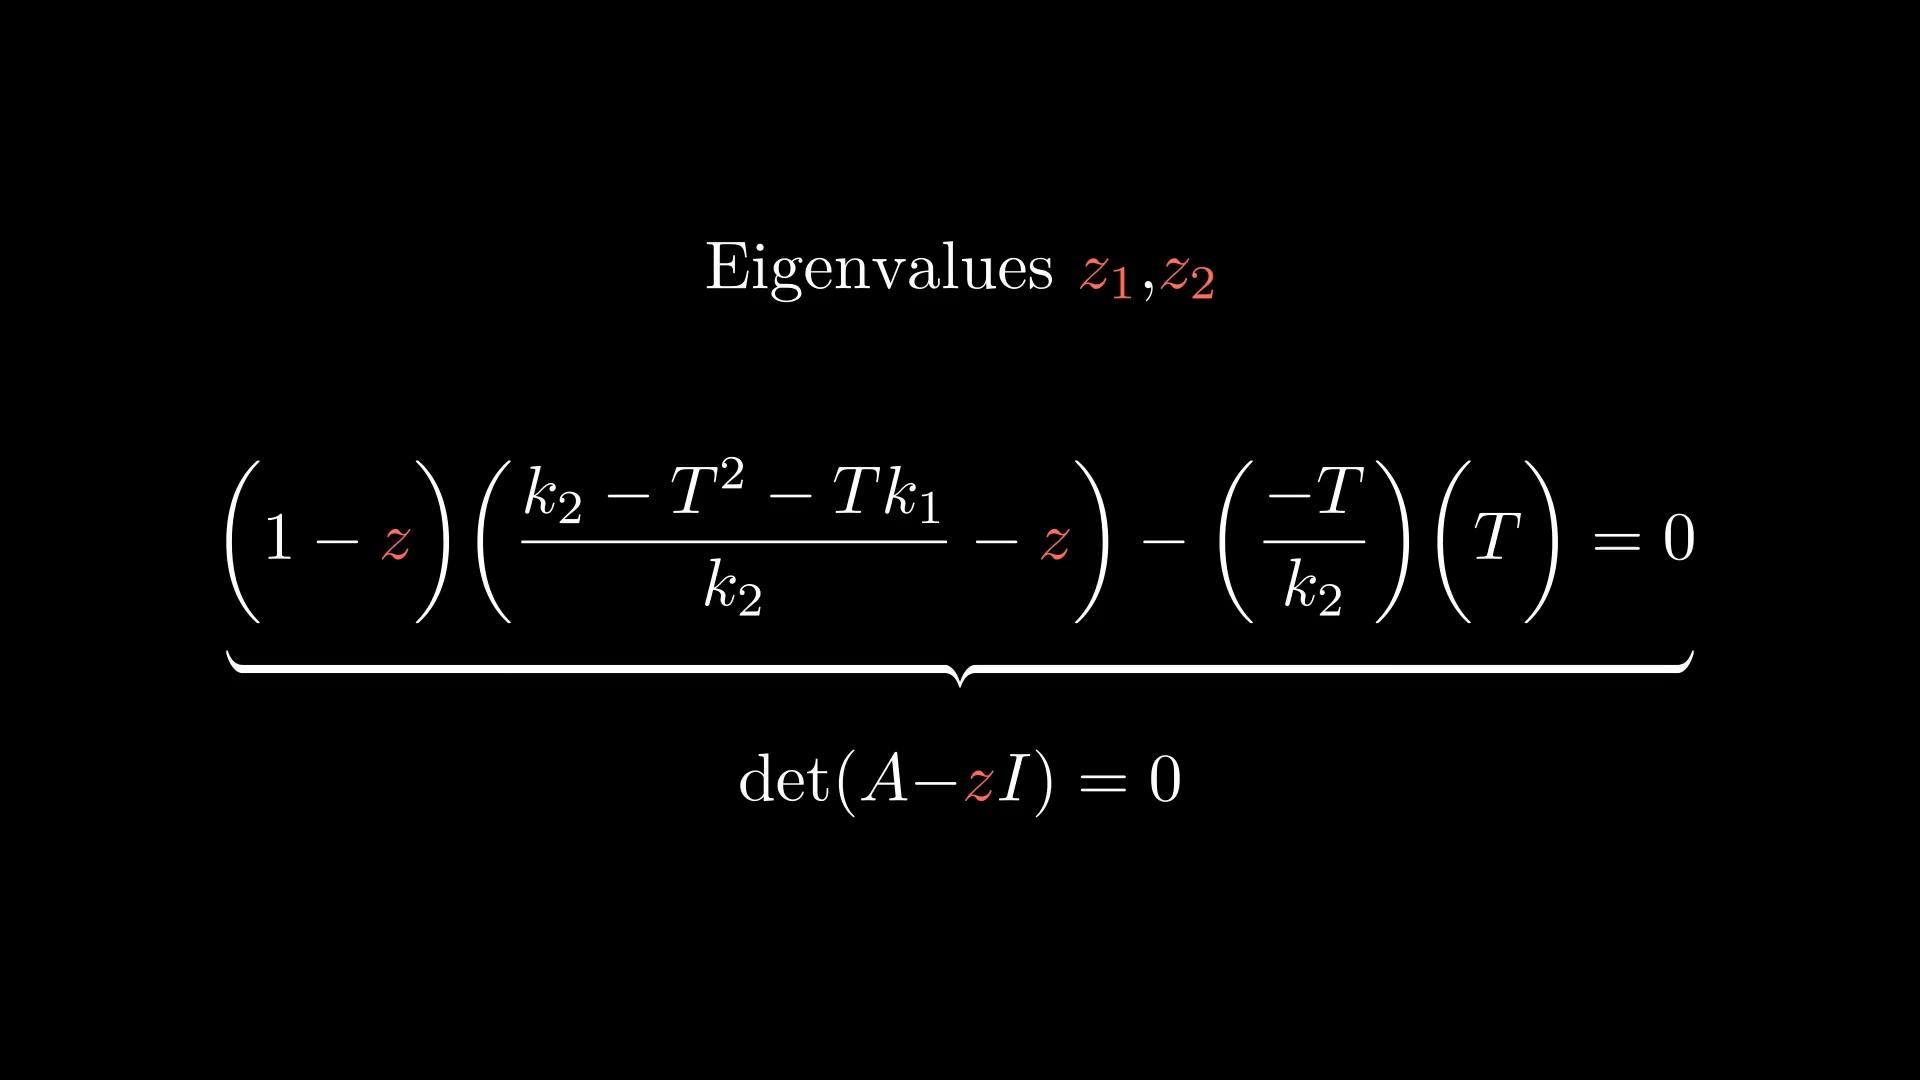 Eigenvalues z₁,z₂
(1 − z)((k₂ − T² − Tk₁)/k₂ − z) − (−T/k₂)(T) = 0
det(A−zI) = 0